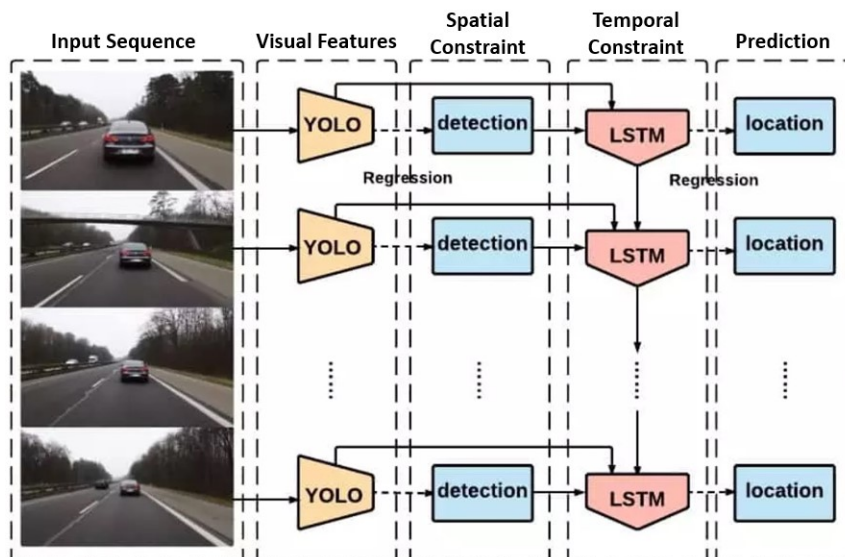 Input Sequence
Visual Features
Spatial
Constraint
Temporal
Constraint
Prediction
YOLO
detection
LSTM
location
Regression
Regression
YOLO
detection
LSTM
location
YOLO
detection
LSTM
location